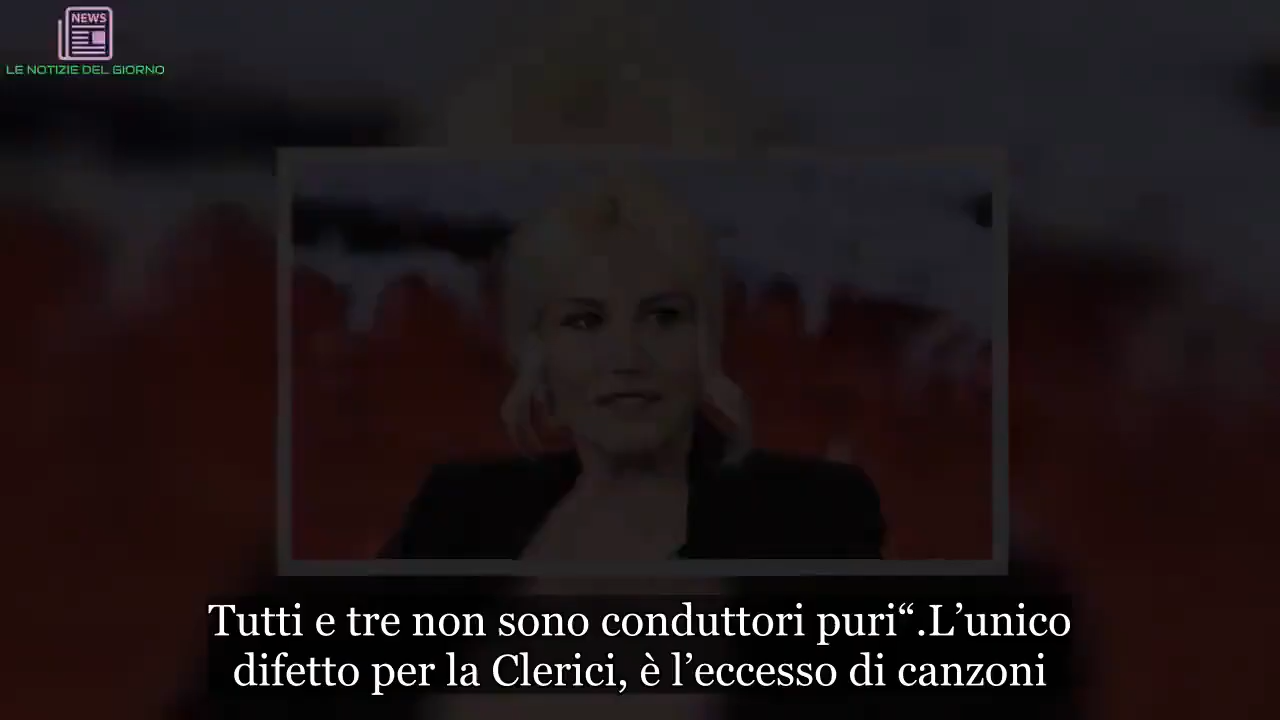 NEWS
LE NOTIZIE DEL GIORNO
Tutti e tre non sono conduttori puri“.L’unico
difetto per la Clerici, è l’eccesso di canzoni